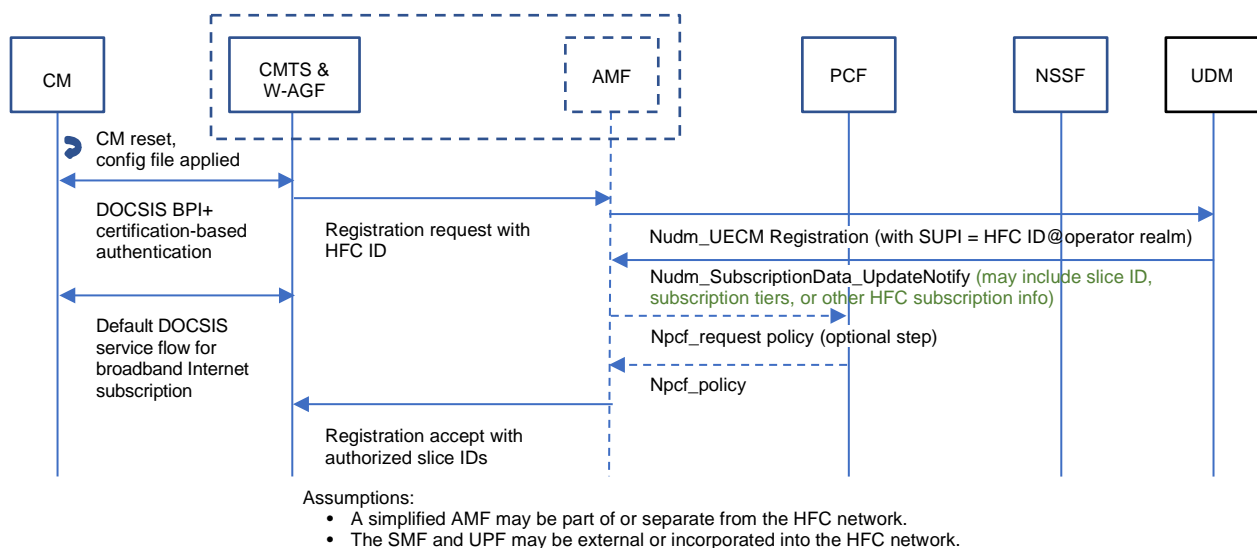 CM
CMTS &
W-AGF
AMF
PCF
NSSF
UDM
CM reset,
config file applied
DOCSIS BPI+
certification-based
authentication
Registration request with
HFC ID
Nudm_UECM Registration (with SUPI = HFC ID@operator realm)
Nudm_SubscriptionData_UpdateNotify (may include slice ID,
subscription tiers, or other HFC subscription info)
Default DOCSIS
service flow for
broadband Internet
subscription
Npcf_request policy (optional step)
Npcf_policy
Registration accept with
authorized slice IDs
Assumptions:
• A simplified AMF may be part of or separate from the HFC network.
• The SMF and UPF may be external or incorporated into the HFC network.